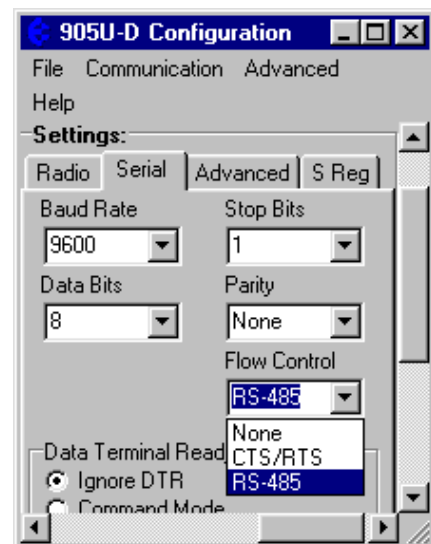 905U-D Configuration
File Communication Advanced
Help
Settings:
Radio Serial Advanced S Reg
Baud Rate Stop Bits
9600 1
Data Bits Parity
8 None
Flow Control
RS-485
None
Data Terminal Read CTS/RTS
Ignore DTR RS-485
Command Mode